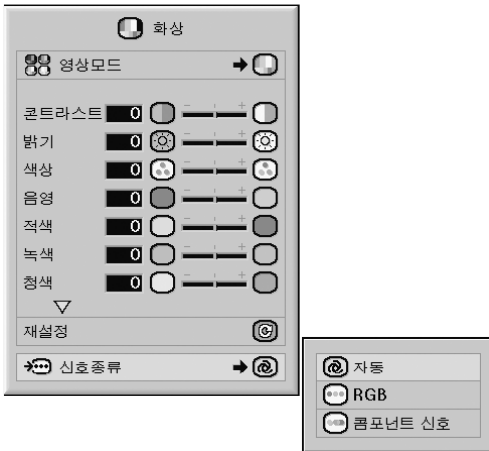 화상
영상모드
콘트라스트 0
밝기 0
색상 0
음영 0
적색 0
녹색 0
청색 0
재설정
신호종류
자동
RGB
콤포넌트 신호